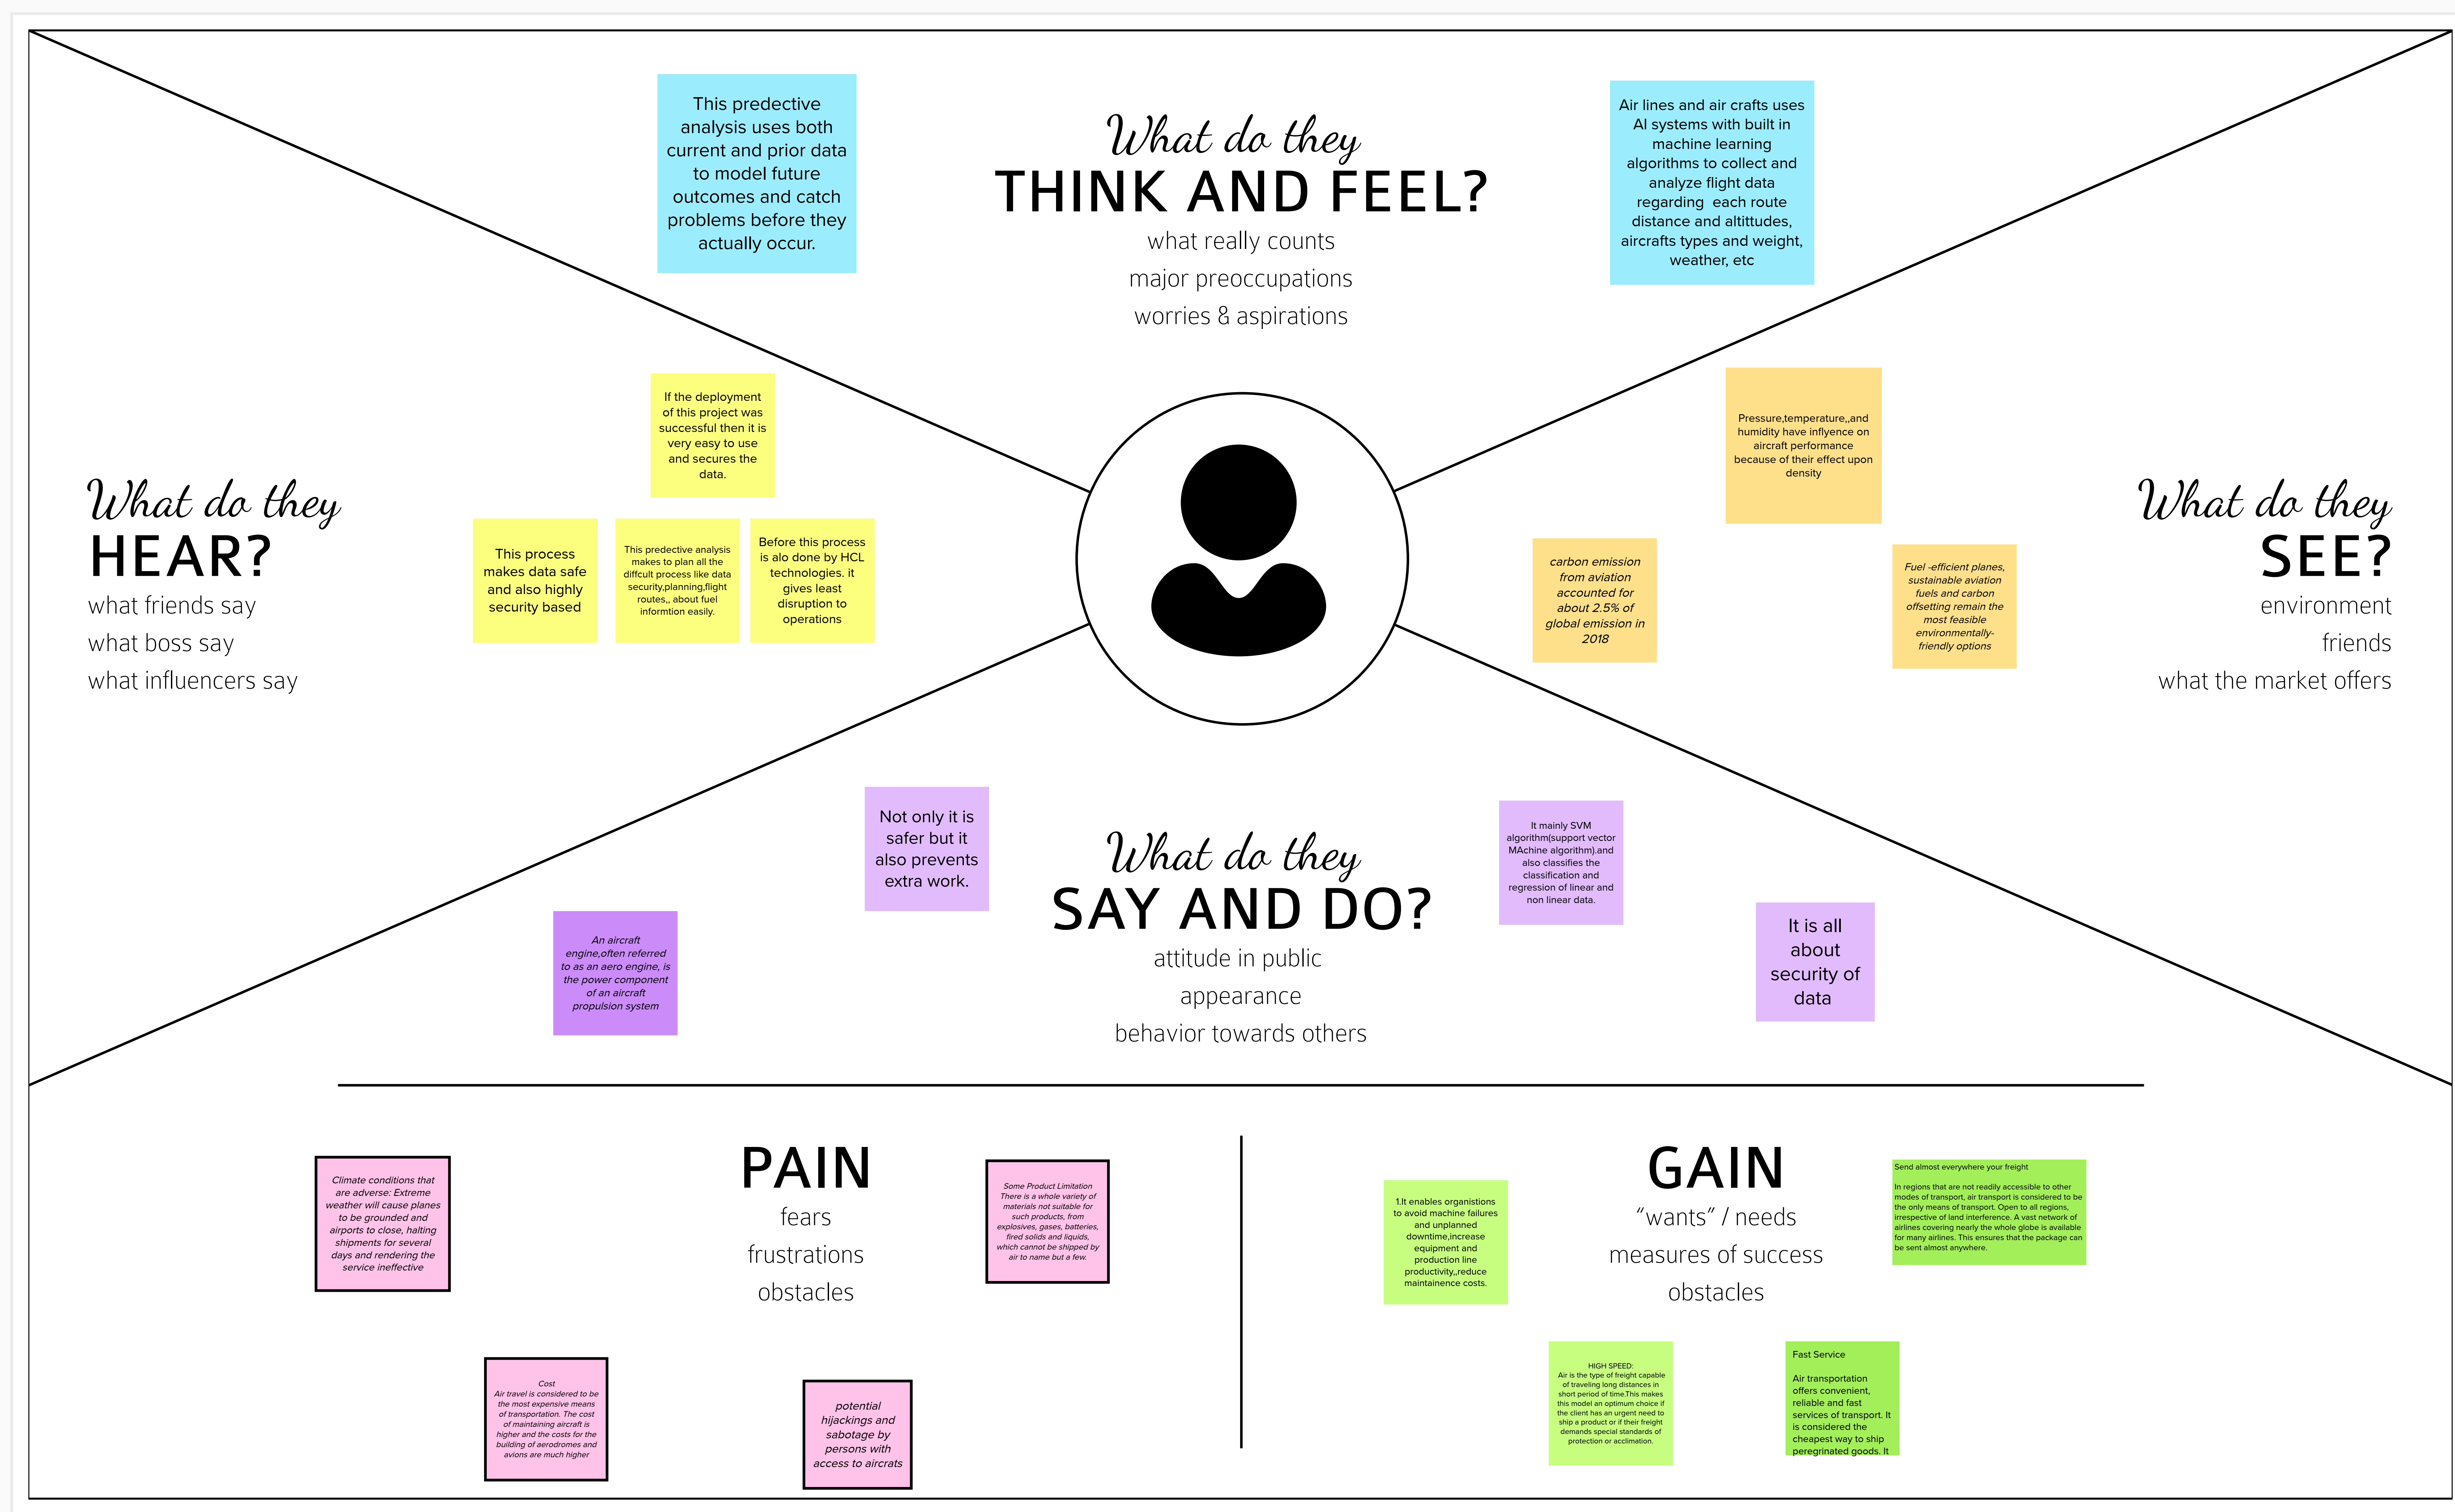 This predective
analysis uses both
current and prior data
to model future
outcomes and catch
problems before they
actually occur.
What do they
THINK AND FEEL?
what really counts
major preoccupations
worries & aspirations
Air lines and air crafts uses
AI systems with built in
machine learning
algorithms to collect and
analyze flight data
regarding each route
distance and altittudes,
aircrafts types and weight,
weather, etc
What do they
HEAR?
what friends say
what boss say
what influencers say
If the deployment
of this project was
successful then it is
very easy to use
and secures the
data.
This process
makes data safe
and also highly
security based
This predective analysis
makes to plan all the
diffcult process like data
security,planning,flight
routes,, about fuel
informtion easily.
Before this process
is alo done by HCL
technologies. it
gives least
disruption to
operations
Pressure,temperature,,and
humidity have inflyence on
aircraft performance
because of their effect upon
density
carbon emission
from aviation
accounted for
about 2.5% of
global emission in
2018
Fuel -efficient planes,
sustainable aviation
fuels and carbon
offsetting remain the
most feasible
environmentally-
friendly options
What do they
SEE?
environment
friends
what the market offers
Not only it is
safer but it
also prevents
extra work.
An aircraft
engine,often referred
to as an aero engine, is
the power component
of an aircraft
propulsion system
What do they
SAY AND DO?
attitude in public
appearance
behavior towards others
It mainly SVM
algorithm(support vector
MAchine algorithm).and
also classifies the
classification and
regression of linear and
non linear data.
It is all
about
security of
data
Climate conditions that
are adverse: Extreme
weather will cause planes
to be grounded and
airports to close, halting
shipments for several
days and rendering the
service ineffective
PAIN
fears
frustrations
obstacles
Some Product Limitation
There is a whole variety of
materials not suitable for
such products, from
explosives, gases, batteries,
fired solids and liquids,
which cannot be shipped by
air to name but a few.
Cost
Air travel is considered to be
the most expensive means
of transportation. The cost
of maintaining aircraft is
higher and the costs for the
building of aerodromes and
avions are much higher
potential
hijackings and
sabotage by
persons with
access to aircrats
1.It enables organistions
to avoid machine failures
and unplanned
downtime,increase
equipment and
production line
productivity,,reduce
maintainence costs.
GAIN
“wants” / needs
measures of success
obstacles
Send almost everywhere your freight
In regions that are not readily accessible to other
modes of transport, air transport is considered to be
the only means of transport. Open to all regions,
irrespective of land interference. A vast network of
airlines covering nearly the whole globe is available
for many airlines. This ensures that the package can
be sent almost anywhere.
HIGH SPEED:
Air is the type of freight capable
of traveling long distances in
short period of time.This makes
this model an optimum choice if
the client has an urgent need to
ship a product or if their freight
demands special standards of
protection or acclimation.
Fast Service
Air transportation
offers convenient,
reliable and fast
services of transport. It
is considered the
cheapest way to ship
peregrinated goods. It